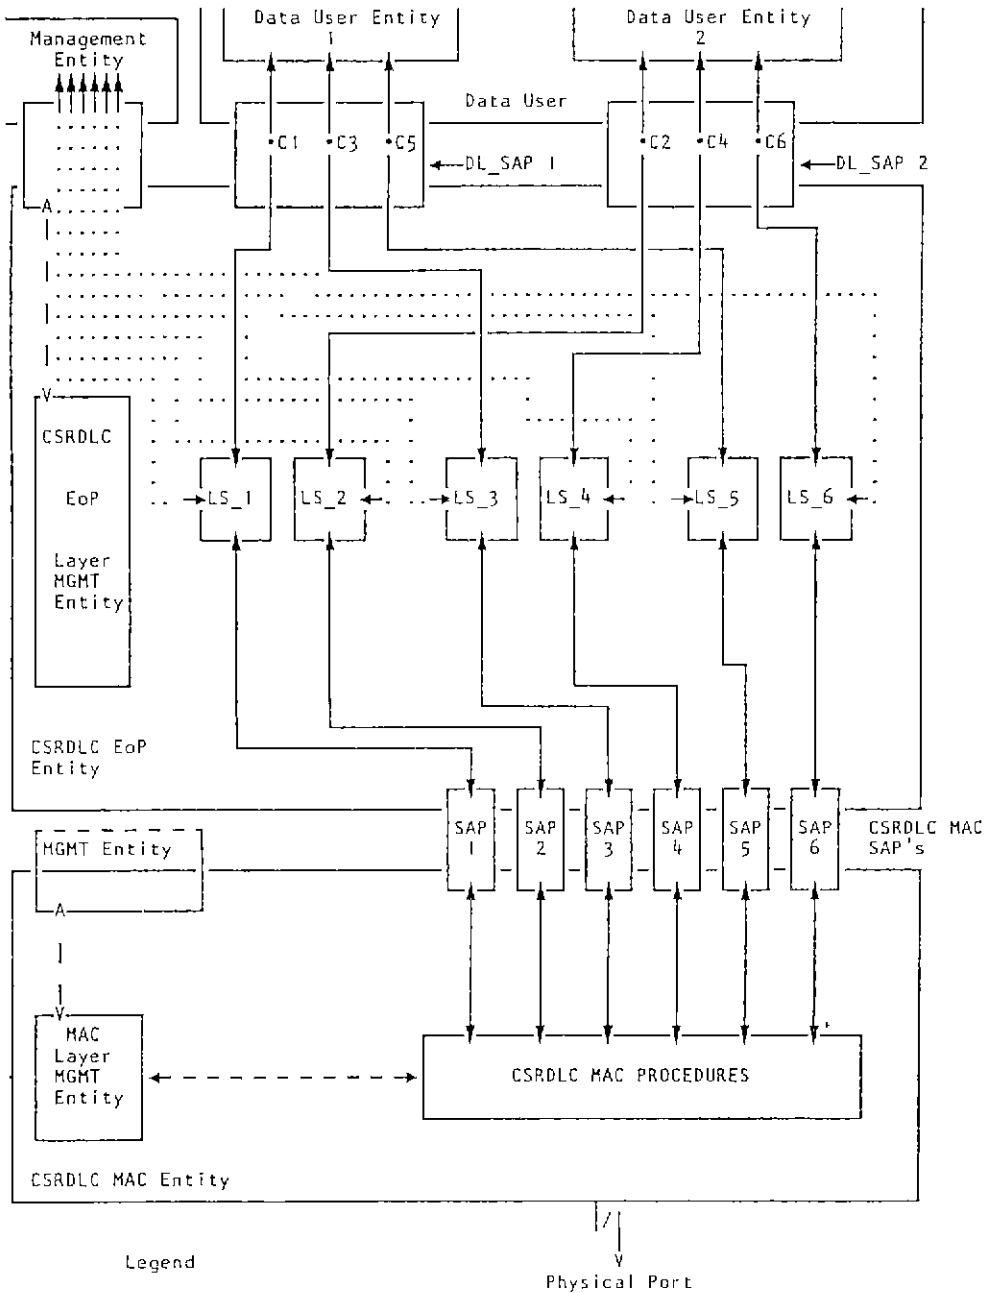 Data User Entity
1
Data User Entity
2
Management
Entity
Data User
C1 C3 C5
C2 C4 C6
DL_SAP 1
DL_SAP 2
A
V
CSRDLC
EoP
Layer
MGMT
Entity
LS_1
LS_2
LS_3
LS_4
LS_5
LS_6
CSRDLC EoP
Entity
SAP
1
SAP
2
SAP
3
SAP
4
SAP
5
SAP
6
CSRDLC MAC
SAP's
MGMT Entity
A
V
MAC
Layer
MGMT
Entity
CSRDLC MAC PROCEDURES
CSRDLC MAC Entity
/
V
Legend
Physical Port